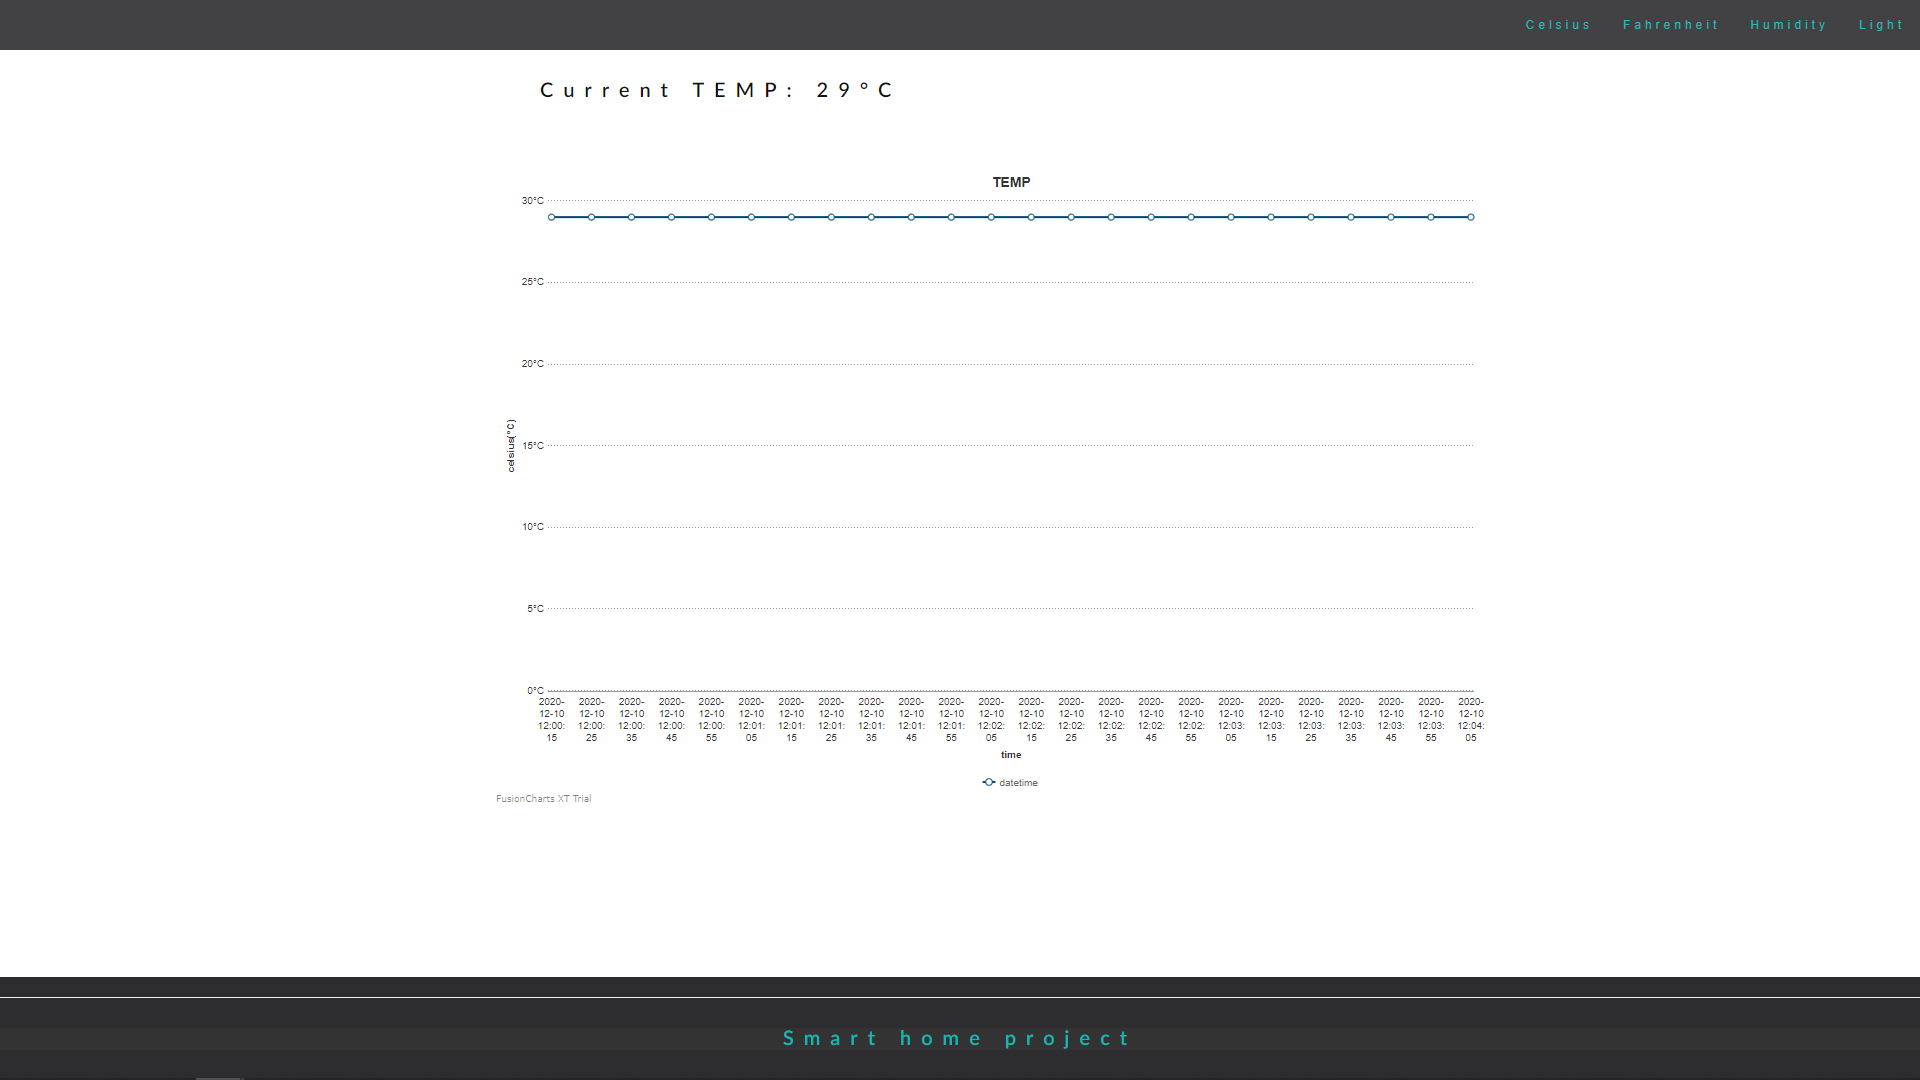 Celsius Fahrenheit Humidity Light
Current TEMP: 29°C
TEMP
30°C
25°C
20°C
15°C
10°C
5°C
0°C
celsius(°C)
2020- 2020- 2020- 2020- 2020- 2020- 2020- 2020- 2020- 2020- 2020- 2020- 2020- 2020- 2020- 2020- 2020- 2020- 2020- 2020- 2020- 2020- 2020- 2020-
12-10 12-10 12-10 12-10 12-10 12-10 12-10 12-10 12-10 12-10 12-10 12-10 12-10 12-10 12-10 12-10 12-10 12-10 12-10 12-10 12-10 12-10 12-10 12-10
12:00: 12:00: 12:00: 12:00: 12:00: 12:01: 12:01: 12:01: 12:01: 12:01: 12:01: 12:02: 12:02: 12:02: 12:02: 12:02: 12:02: 12:03: 12:03: 12:03: 12:03: 12:03: 12:03: 12:04:
15 25 35 45 55 05 15 25 35 45 55 05 15 25 35 45 55 05 15 25 35 45 55 05
time
datetime
FusionCharts XT Trial
Smart home project